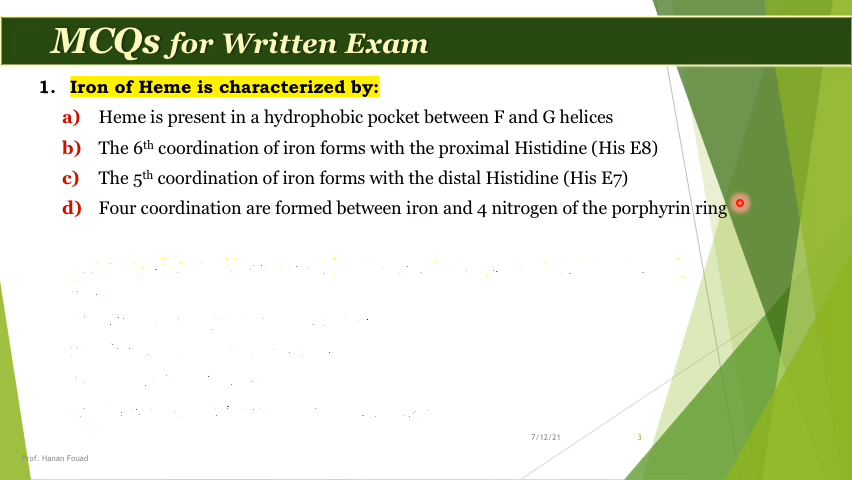 MCQs for Written Exam
1. Iron of Heme is characterized by:
a) Heme is present in a hydrophobic pocket between F and G helices
b) The 6th coordination of iron forms with the proximal Histidine (His E8)
c) The 5th coordination of iron forms with the distal Histidine (His E7)
d) Four coordination are formed between iron and 4 nitrogen of the porphyrin ring
7/12/21 3
Prof. Hanan Fouad